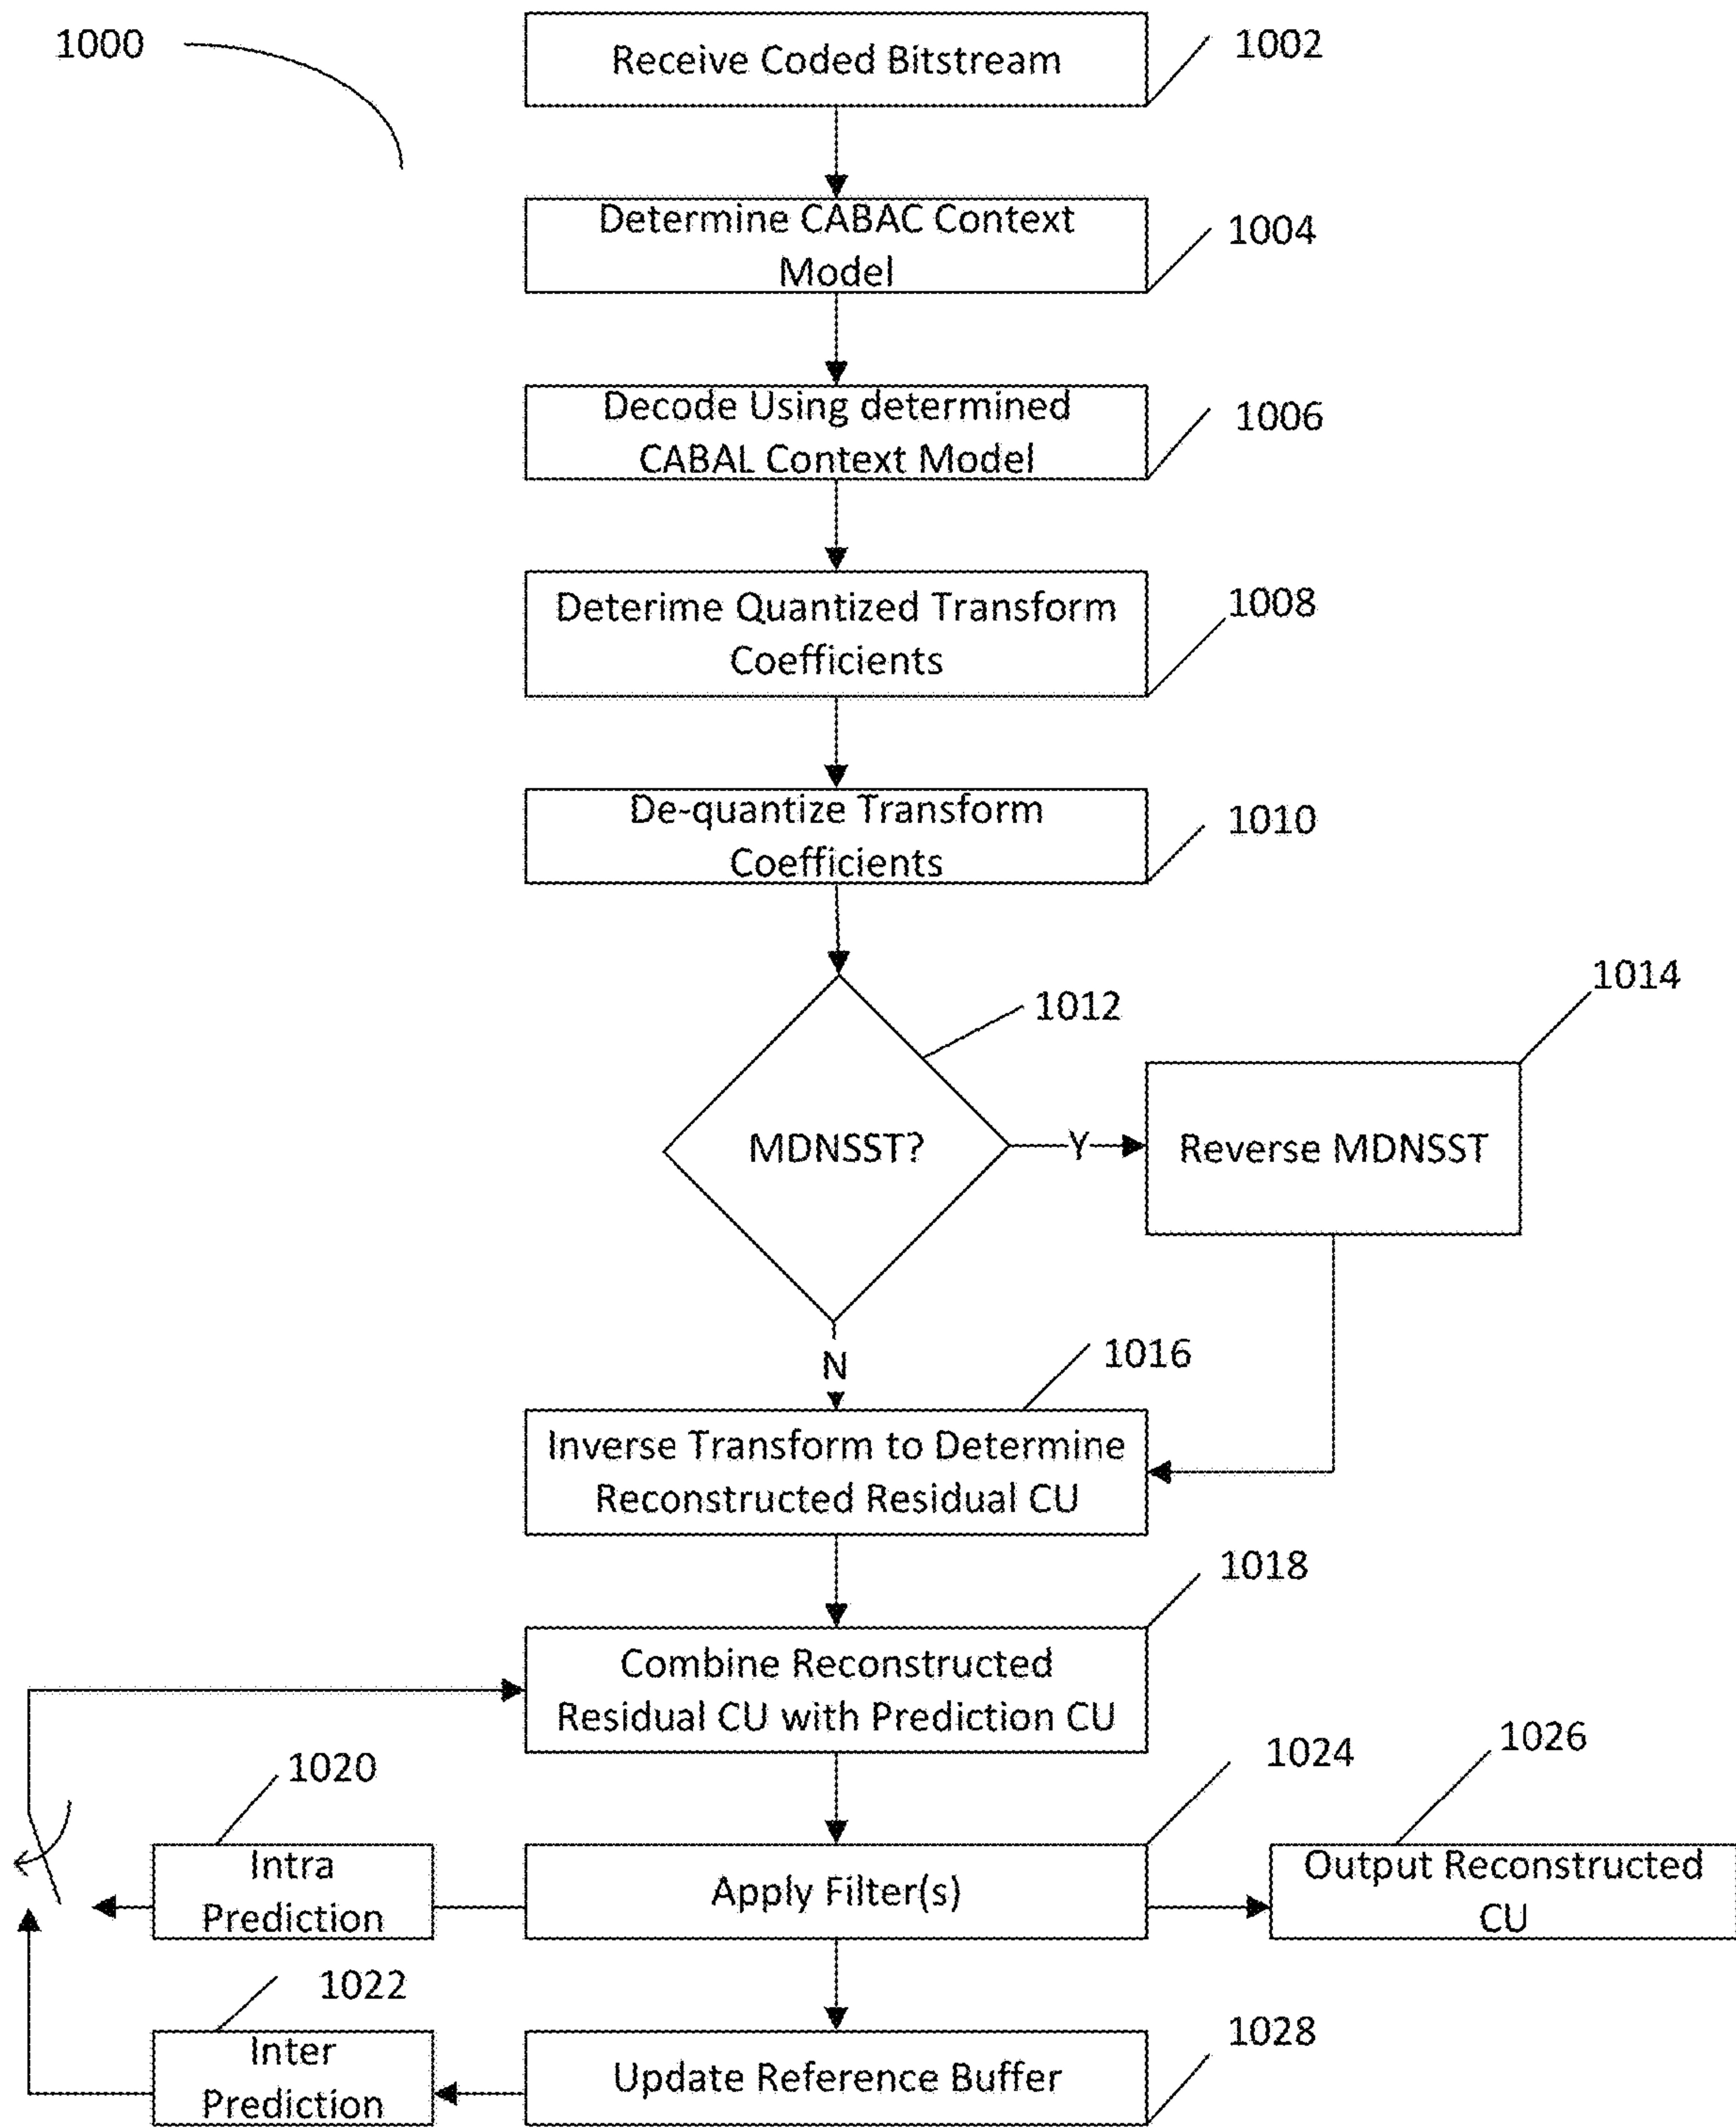 1000
Receive Coded Bitstream
1002
Determine CABAC Context
Model
1004
Decode Using determined
CABAL Context Model
1006
Deterime Quantized Transform
Coefficients
1008
De-quantize Transform
Coefficients
1010
1012
MDNSST?
Y
1014
Reverse MDNSST
N
1016
Inverse Transform to Determine
Reconstructed Residual CU
1018
Combine Reconstructed
Residual CU with Prediction CU
1020
Intra
Prediction
1024
Apply Filter(s)
1026
Output Reconstructed
CU
1022
Inter
Prediction
Update Reference Buffer
1028